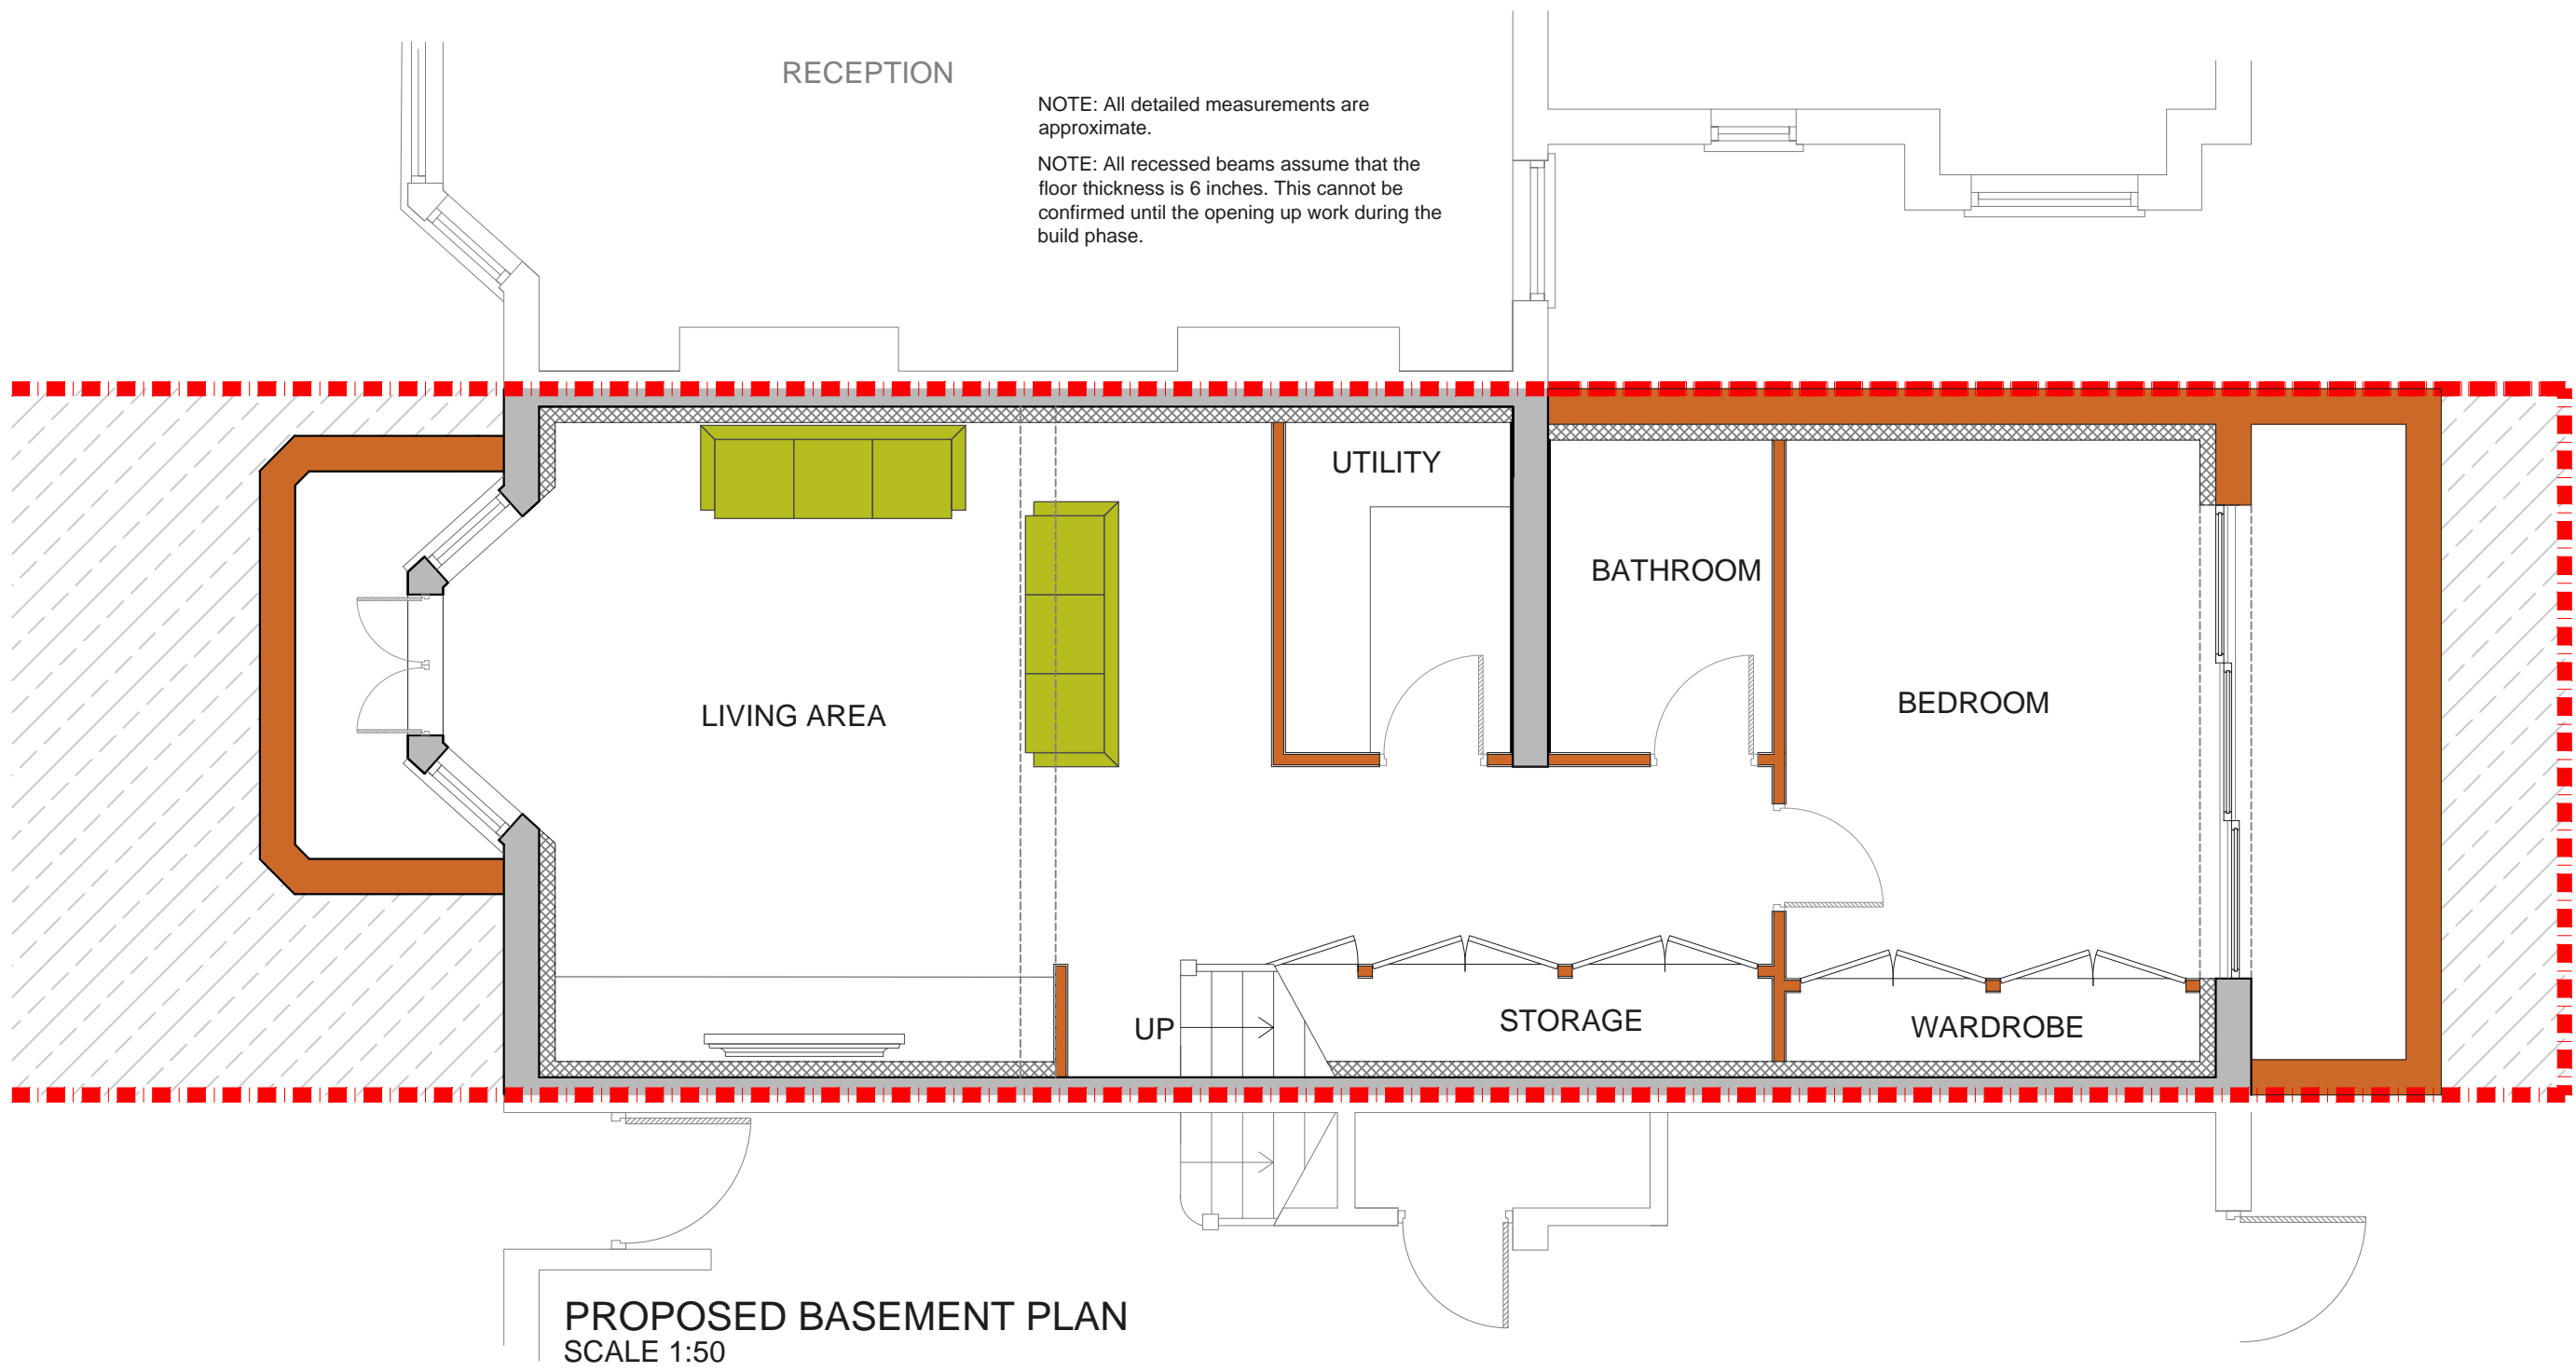 RECEPTION
NOTE: All detailed measurements are
approximate.
NOTE: All recessed beams assume that the
floor thickness is 6 inches. This cannot be
confirmed until the opening up work during the
build phase.
UTILITY
BATHROOM
BEDROOM
LIVING AREA
UP
STORAGE
WARDROBE
PROPOSED BASEMENT PLAN
SCALE 1:50